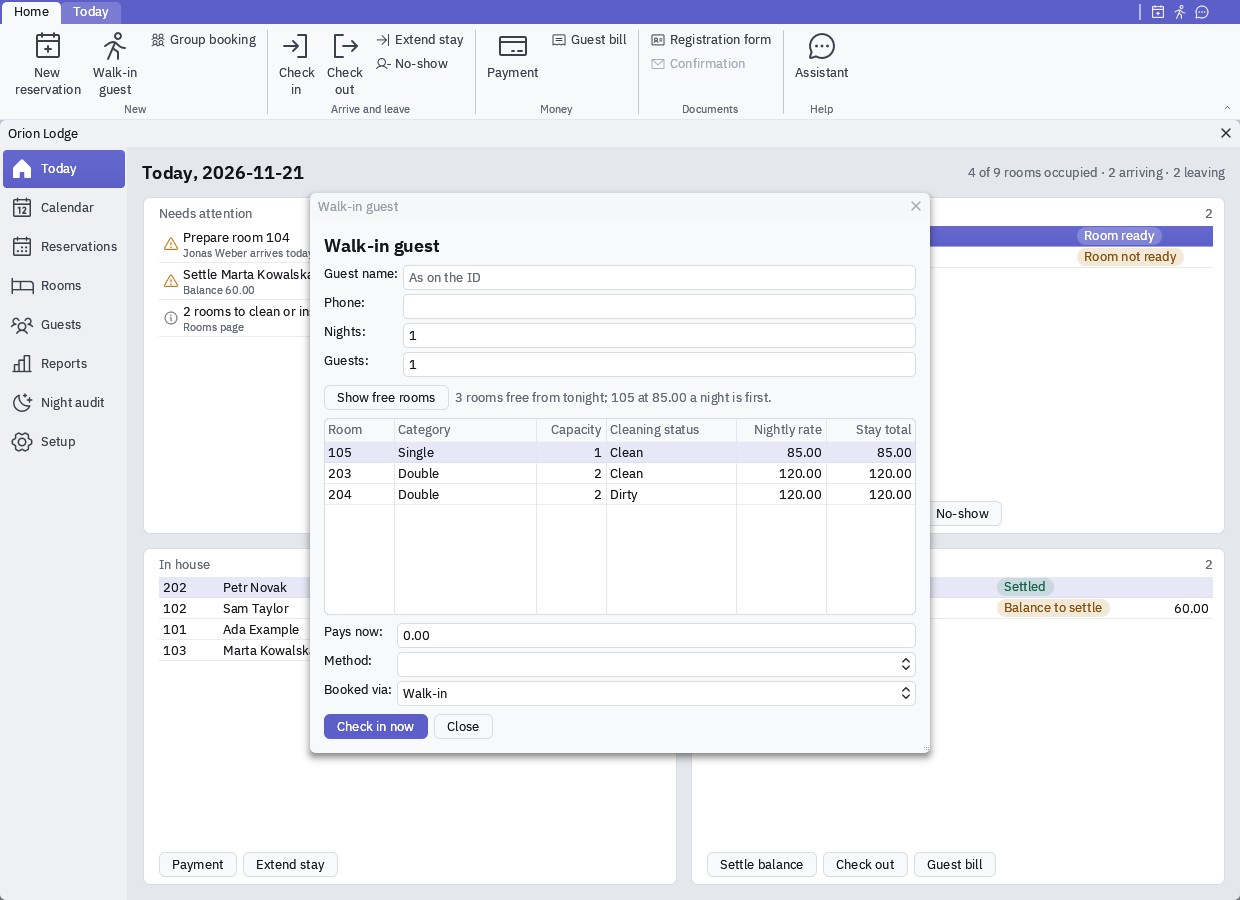 Home Today
New reservation
Walk-in guest
Group booking
New
Check in
Check out
Extend stay
No-show
Arrive and leave
Payment
Guest bill
Money
Registration form
Confirmation
Documents
Assistant
Help
Orion Lodge
Today
Calendar
Reservations
Rooms
Guests
Reports
Night audit
Setup
Today, 2026-11-21
4 of 9 rooms occupied · 2 arriving · 2 leaving
Needs attention
Prepare room 104
Jonas Weber arrives today
Settle Marta Kowalska
Balance 60.00
2 rooms to clean or in
Rooms page
2
Room ready
Room not ready
No-show
Walk-in guest
Walk-in guest
Guest name: As on the ID
Phone:
Nights: 1
Guests: 1
Show free rooms 3 rooms free from tonight; 105 at 85.00 a night is first.
Room Category Capacity Cleaning status Nightly rate Stay total
105 Single 1 Clean 85.00 85.00
203 Double 2 Clean 120.00 120.00
204 Double 2 Dirty 120.00 120.00
Pays now: 0.00
Method:
Booked via: Walk-in
Check in now Close
In house
202 Petr Novak
102 Sam Taylor
101 Ada Example
103 Marta Kowalsk
Payment Extend stay
2
Settled
Balance to settle 60.00
Settle balance Check out Guest bill